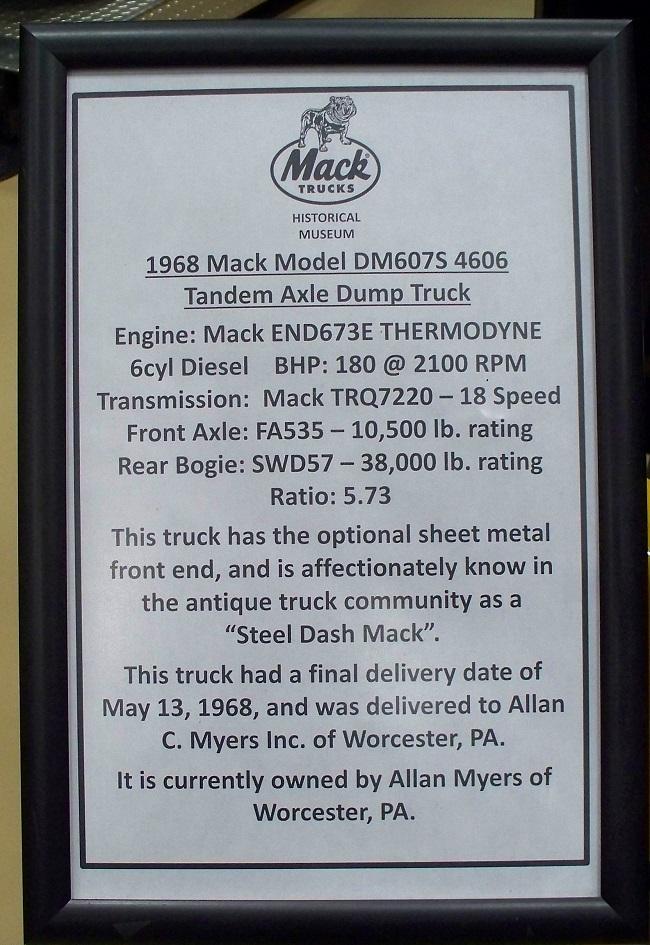 Mack®
TRUCKS
HISTORICAL
MUSEUM
1968 Mack Model DM607S 4606
Tandem Axle Dump Truck
Engine: Mack END673E THERMODYNE
6cyl Diesel BHP: 180 @ 2100 RPM
Transmission: Mack TRQ7220 – 18 Speed
Front Axle: FA535 – 10,500 lb. rating
Rear Bogie: SWD57 – 38,000 lb. rating
Ratio: 5.73
This truck has the optional sheet metal
front end, and is affectionately know in
the antique truck community as a
“Steel Dash Mack”.
This truck had a final delivery date of
May 13, 1968, and was delivered to Allan
C. Myers Inc. of Worcester, PA.
It is currently owned by Allan Myers of
Worcester, PA.